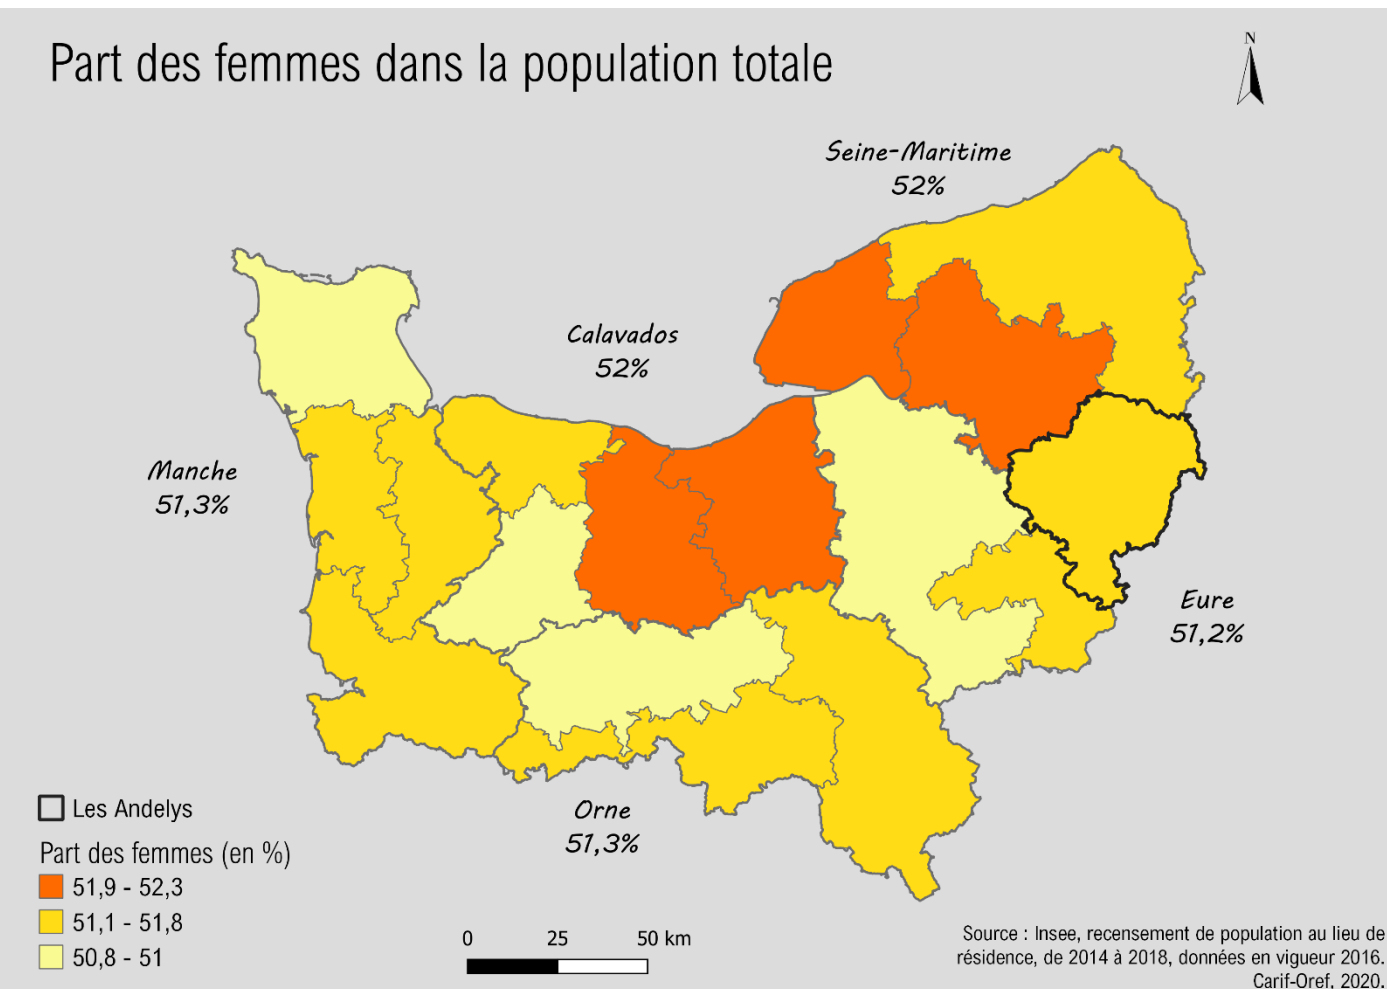 Part des femmes dans la population totale
N
Seine-Maritime
52%
Calavados
52%
Manche
51,3%
Eure
51,2%
Orne
51,3%
Les Andelys
Part des femmes (en %)
51,9 - 52,3
51,1 - 51,8
50,8 - 51
0 25 50 km
Source : Insee, recensement de population au lieu de
résidence, de 2014 à 2018, données en vigueur 2016.
Carif-Oref, 2020.